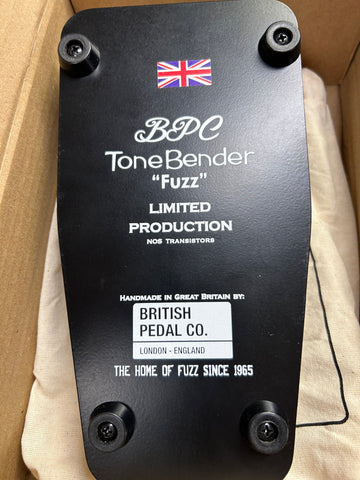 BPC
ToneBender
"Fuzz"
LIMITED
PRODUCTION
NOS TRANSISTORS
HANDMADE IN GREAT BRITAIN BY:
BRITISH
PEDAL CO.
LONDON - ENGLAND
THE HOME OF FUZZ SINCE 1965